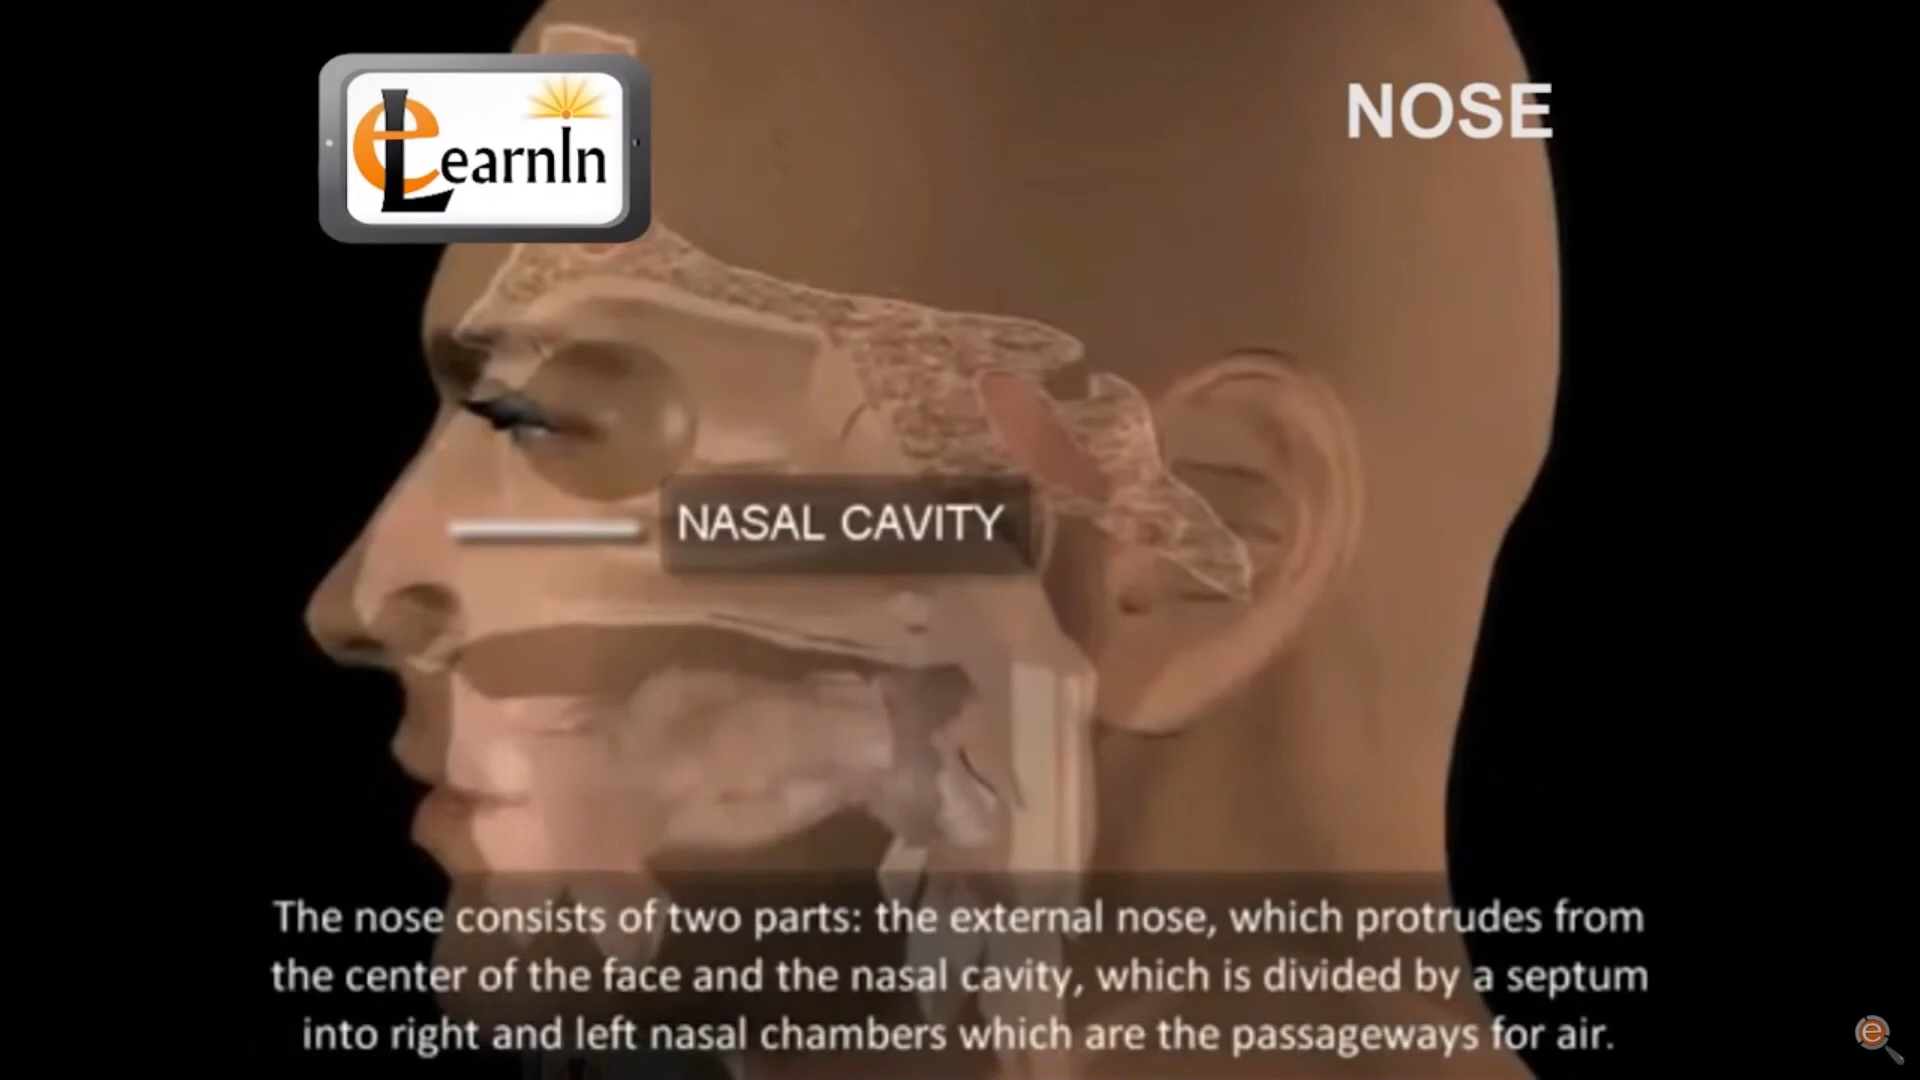 eLearnIn
NOSE
NASAL CAVITY
The nose consists of two parts: the external nose, which protrudes from
the center of the face and the nasal cavity, which is divided by a septum
into right and left nasal chambers which are the passageways for air.
e